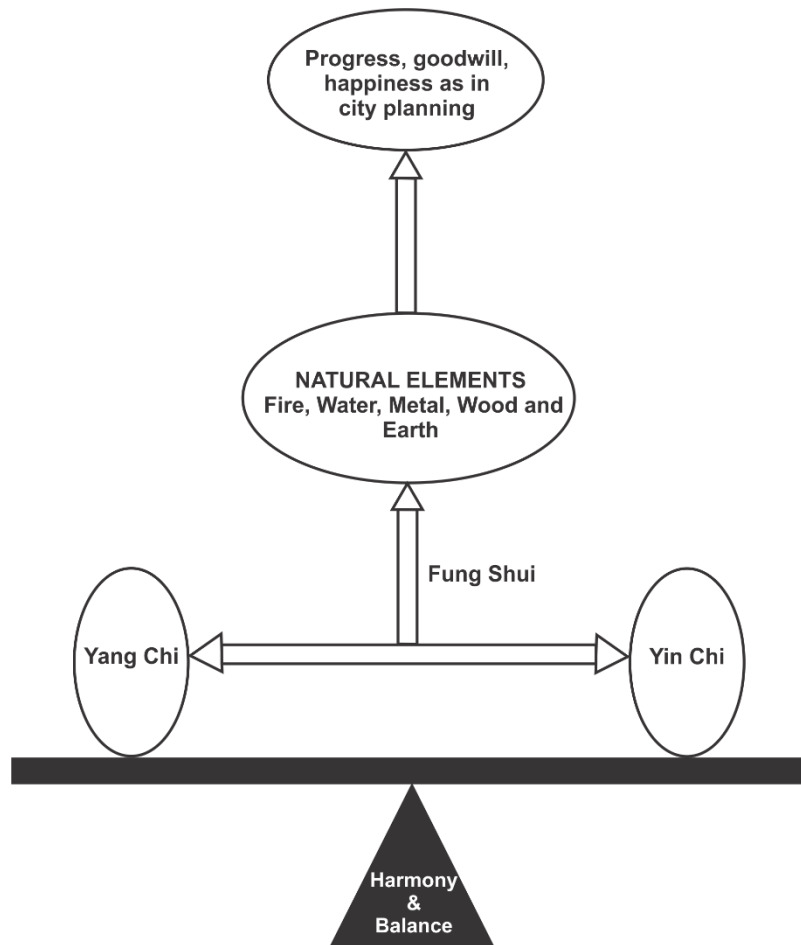 Progress, goodwill,
happiness as in
city planning
NATURAL ELEMENTS
Fire, Water, Metal, Wood and
Earth
Fung Shui
Yang Chi
Yin Chi
Harmony
&
Balance